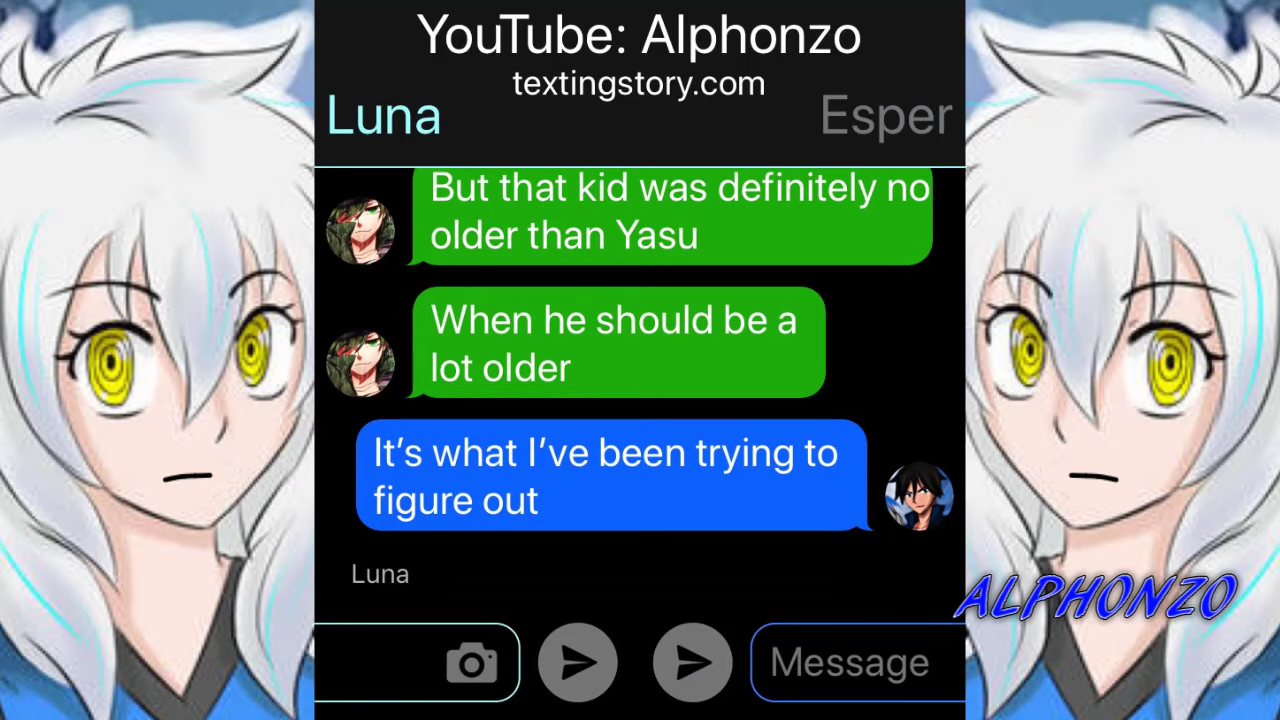 YouTube: Alphonzo
textingstory.com
Luna
Esper
But that kid was definitely no
older than Yasu
When he should be a
lot older
It’s what I’ve been trying to
figure out
Luna
ALPHONZO
Message